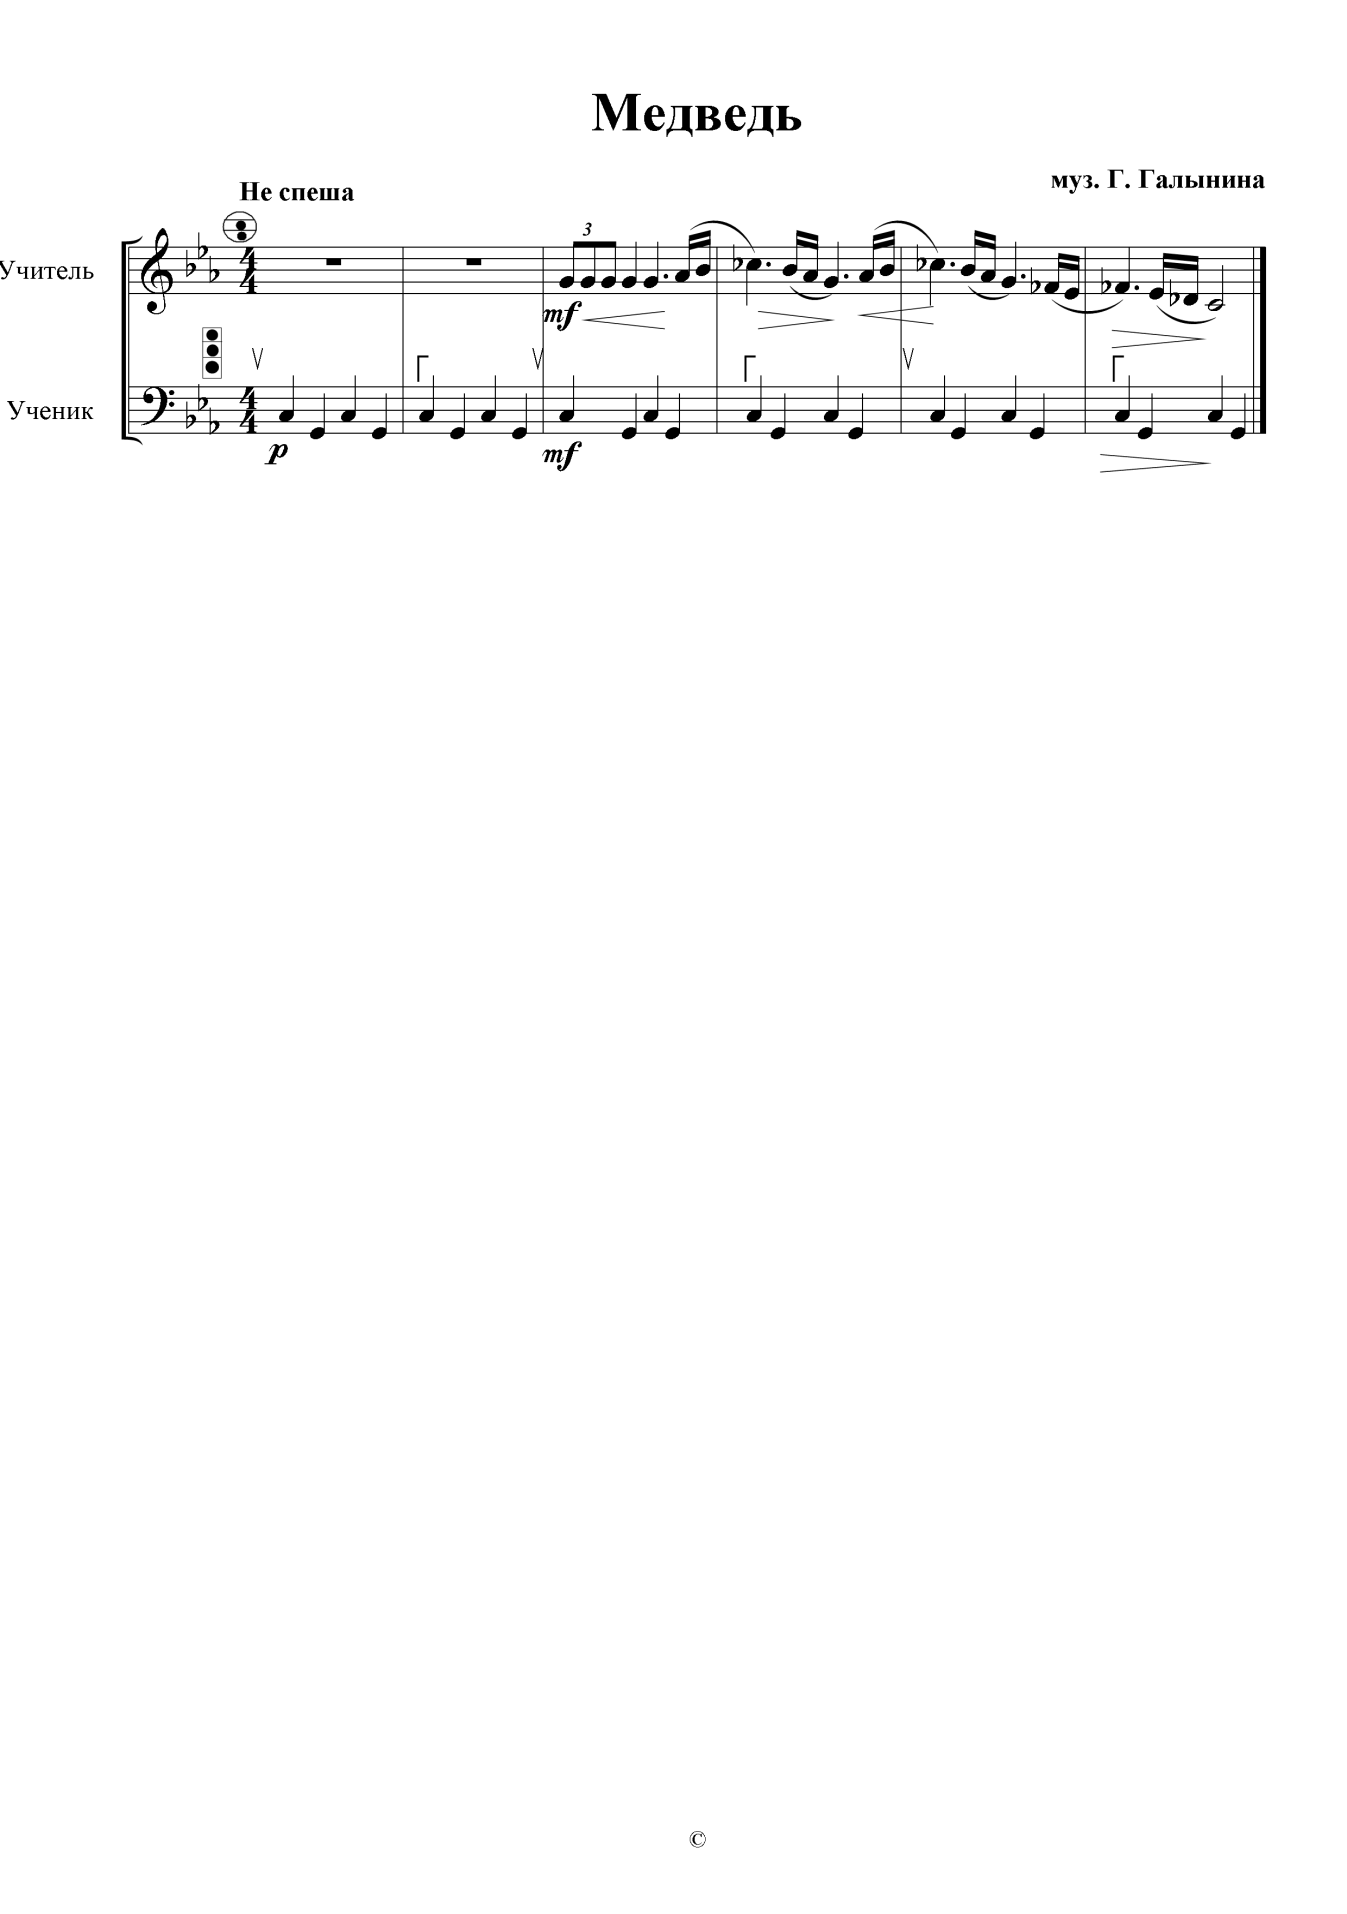 Медведь
муз. Г. Галынина
Не спеша
Учитель
3
mf
Ученик
p
mf
©